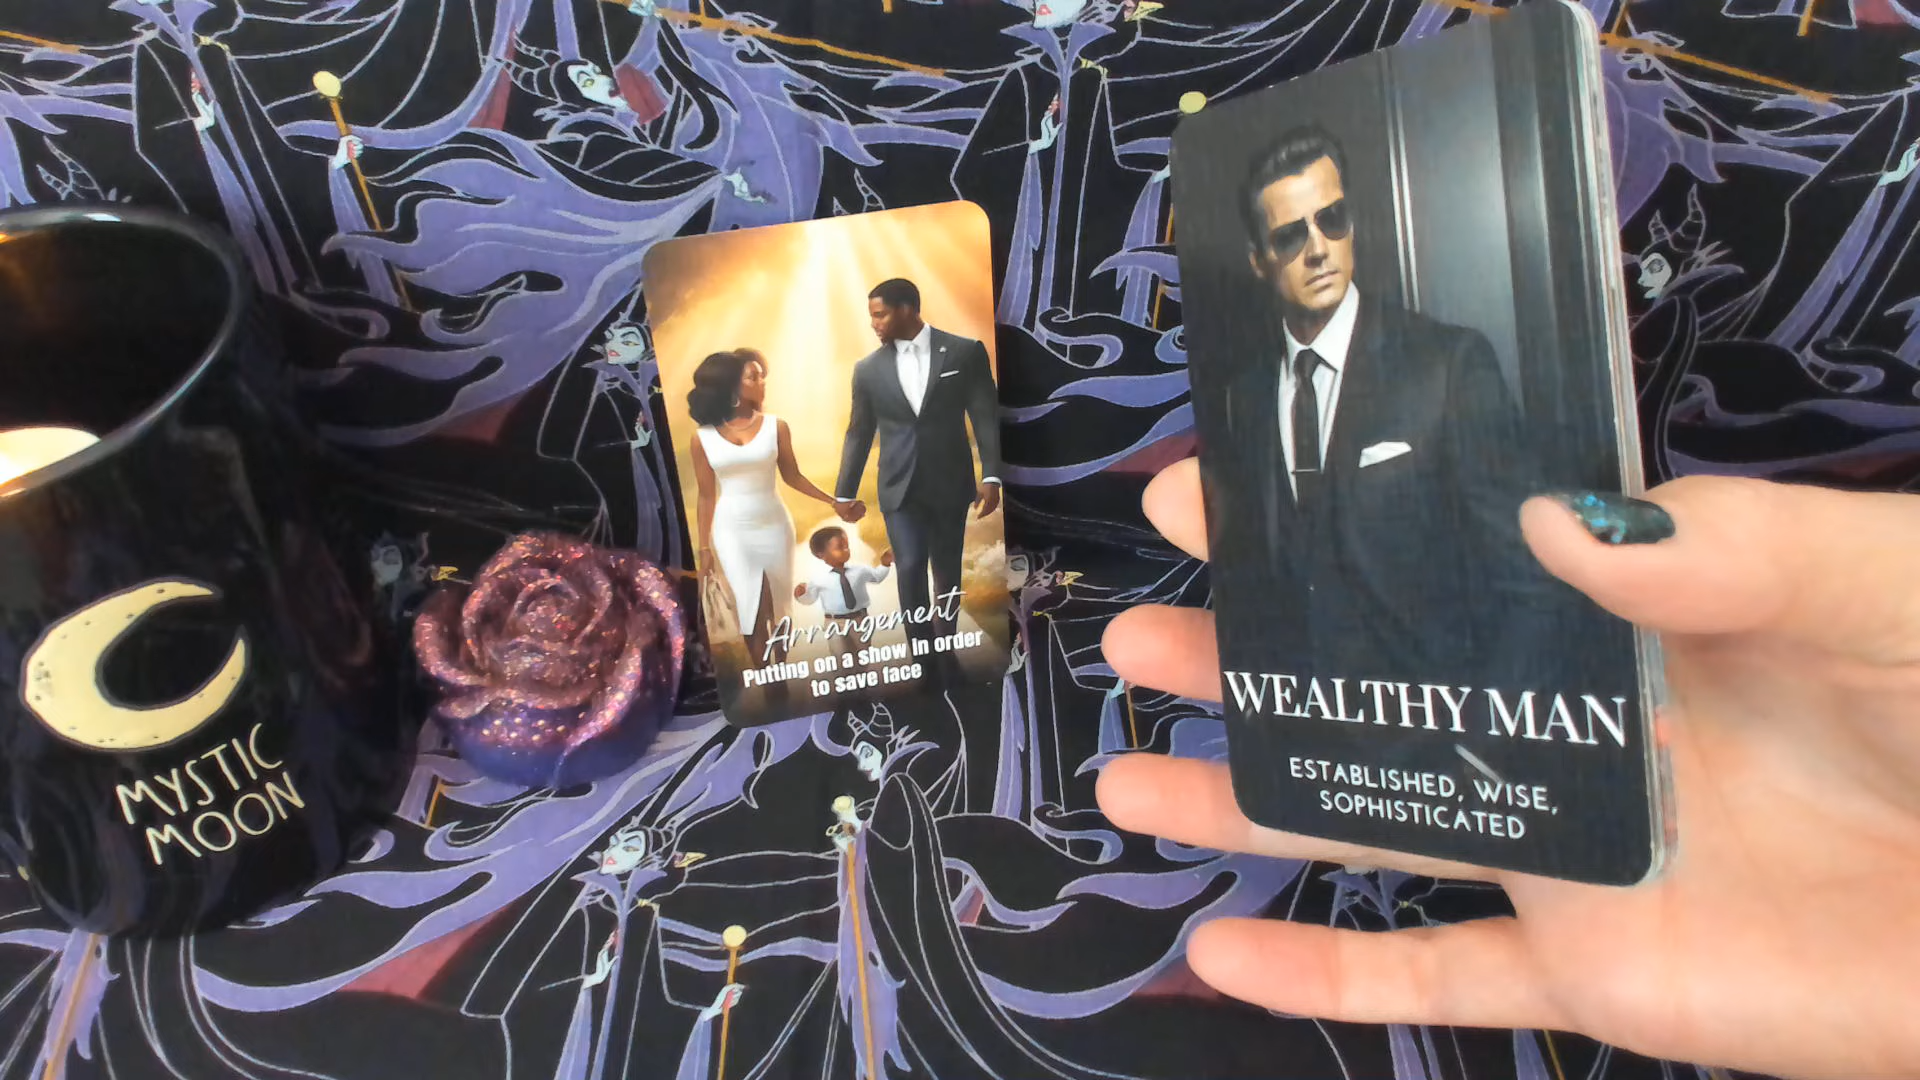 MYSTIC
MOON
Arrangement
Putting on a show in order
to save face
WEALTHY MAN
ESTABLISHED, WISE,
SOPHISTICATED